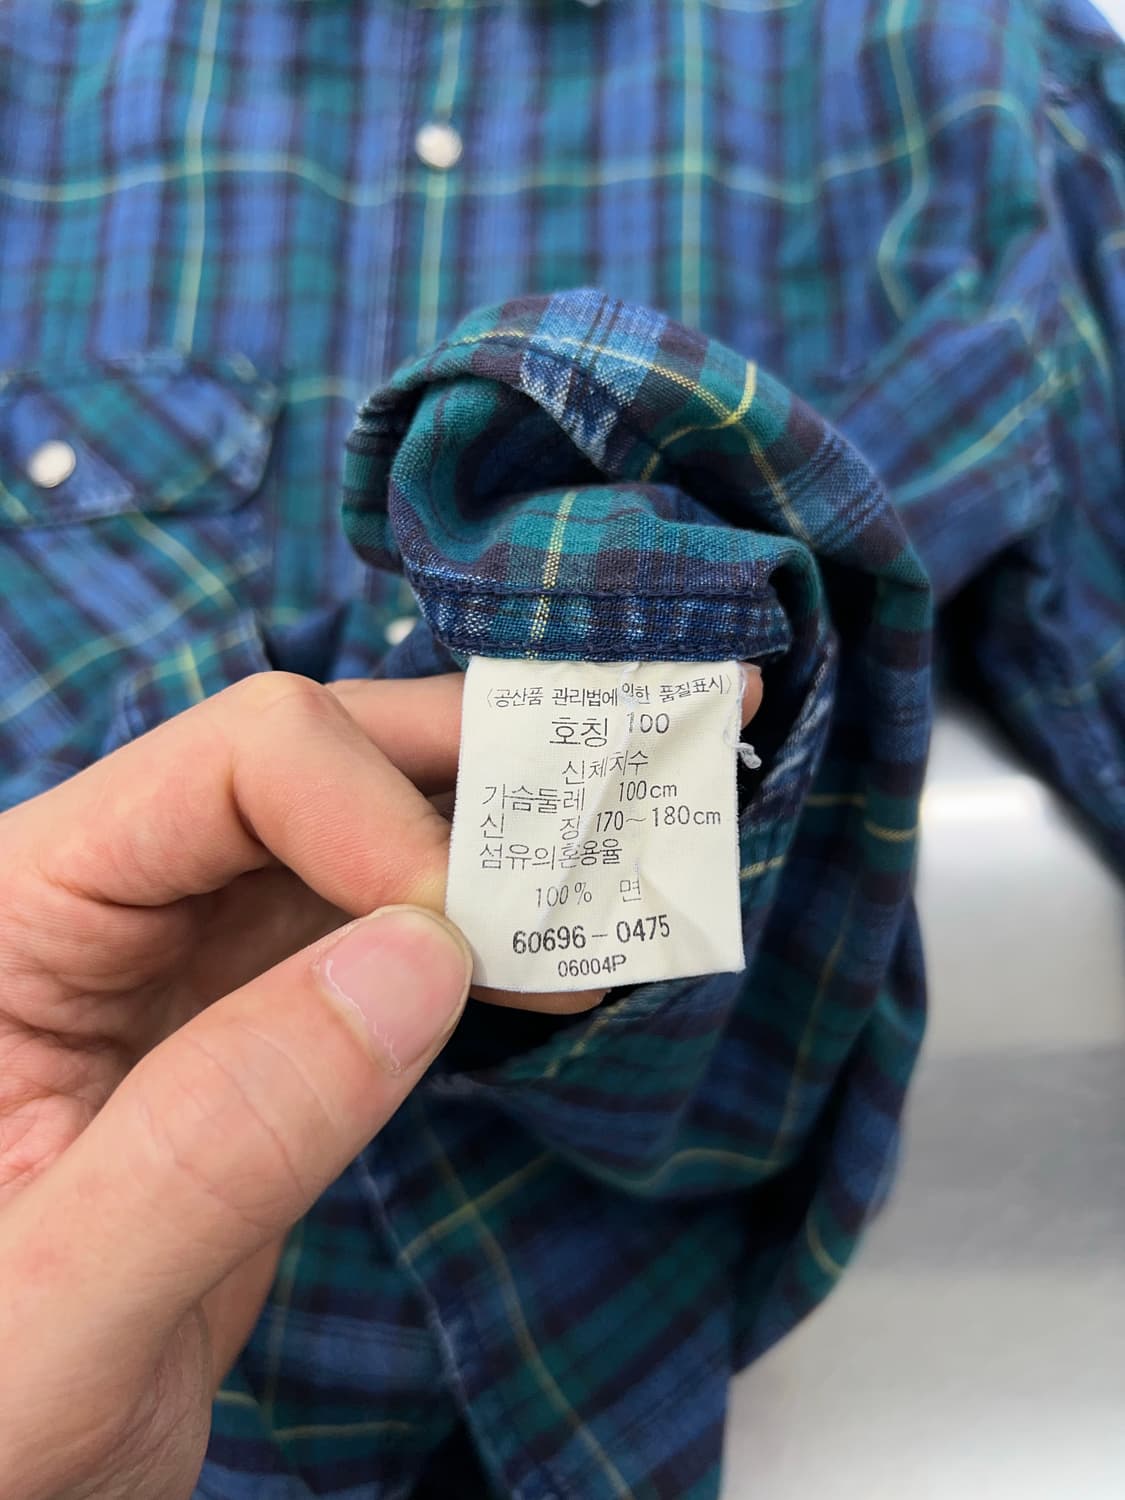 〈공산품 관리법에 의한 품질표시〉
호칭 100
신체치수
가슴둘레 100cm
신 장 170~180cm
섬유의혼용율
100% 면
60696-0475
06004P